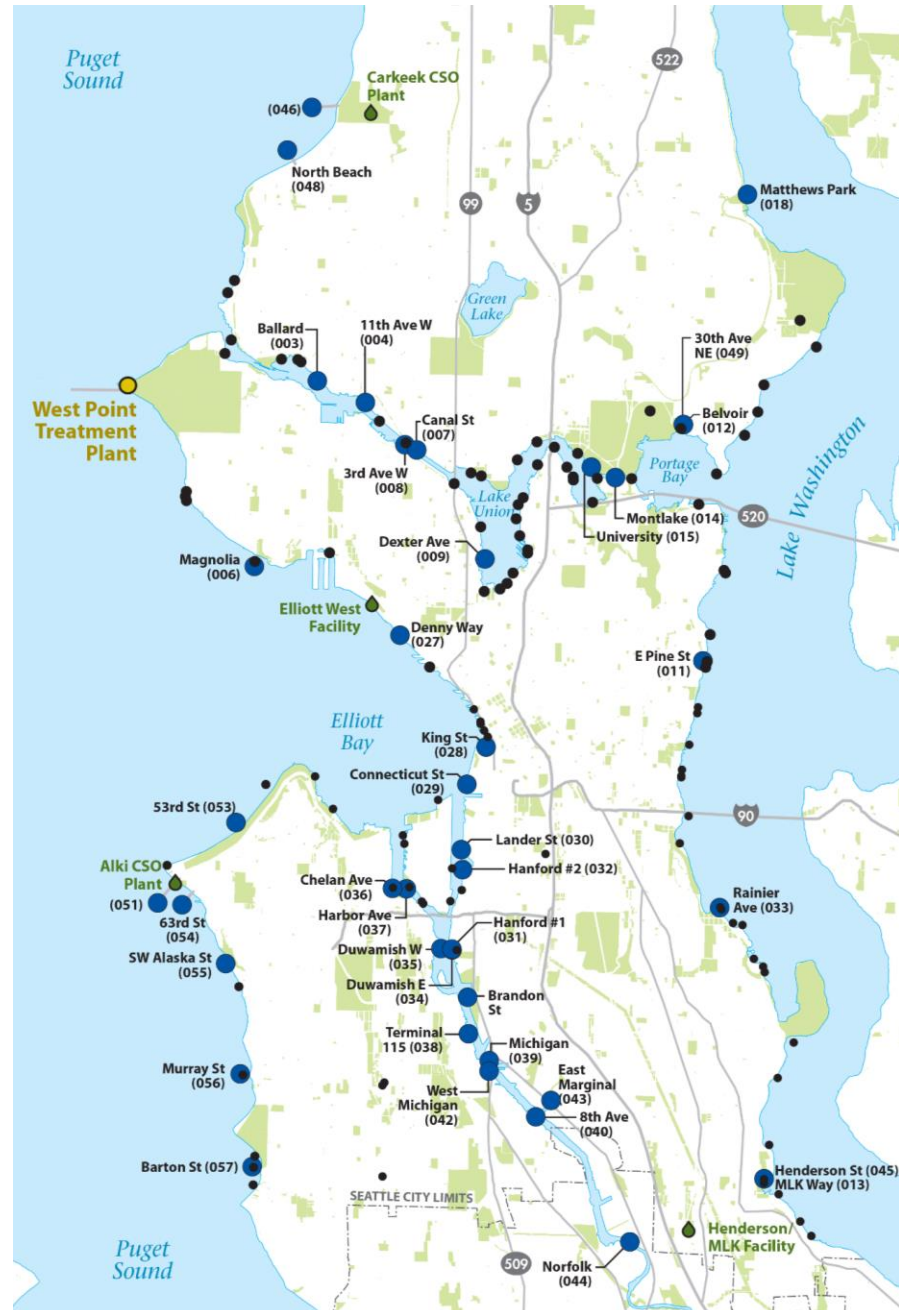 Puget
Sound
Carkeek CSO
Plant
522
(046)
North Beach
(048)
99
5
Matthews Park
(018)
Green
Lake
Ballard
(003)
11th Ave W
(004)
30th Ave
NE (049)
West Point
Treatment
Plant
Canal St
(007)
Belvoir
(012)
3rd Ave W
(008)
Portage
Bay
Lake Washington
Lake
Union
Montlake (014)
520
University (015)
Dexter Ave
(009)
Magnolia
(006)
Elliott West
Facility
Denny Way
(027)
E Pine St
(011)
Elliott
Bay
King St
(028)
Connecticut St
(029)
53rd St (053)
90
Lander St (030)
Alki CSO
Plant
Hanford #2 (032)
Chelan Ave
(036)
Rainier
Ave (033)
(051)
63rd St
(054)
Harbor Ave
(037)
Hanford #1
(031)
SW Alaska St
(055)
Duwamish W
(035)
Duwamish E
(034)
Brandon
St
Terminal
115 (038)
Michigan
(039)
Murray St
(056)
West
Michigan
(042)
East
Marginal
(043)
8th Ave
(040)
Barton St (057)
Henderson St (045)
MLK Way (013)
SEATTLE CITY LIMITS
Henderson/
MLK Facility
Puget
Sound
509
Norfolk
(044)